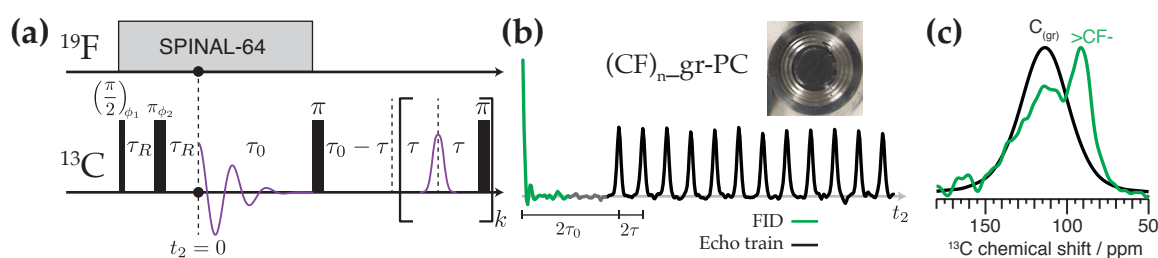 (a)
¹⁹F
SPINAL-64
(π/2)ϕ₁ πϕ₂
π
π
¹³C
τR τR τ₀ τ₀ − τ τ τ
k
t₂ = 0
(b)
(CF)ₙ_gr-PC
t₂
2τ₀ 2τ
FID
Echo train
(c)
C(gr)
>CF-
150 100 50
¹³C chemical shift / ppm